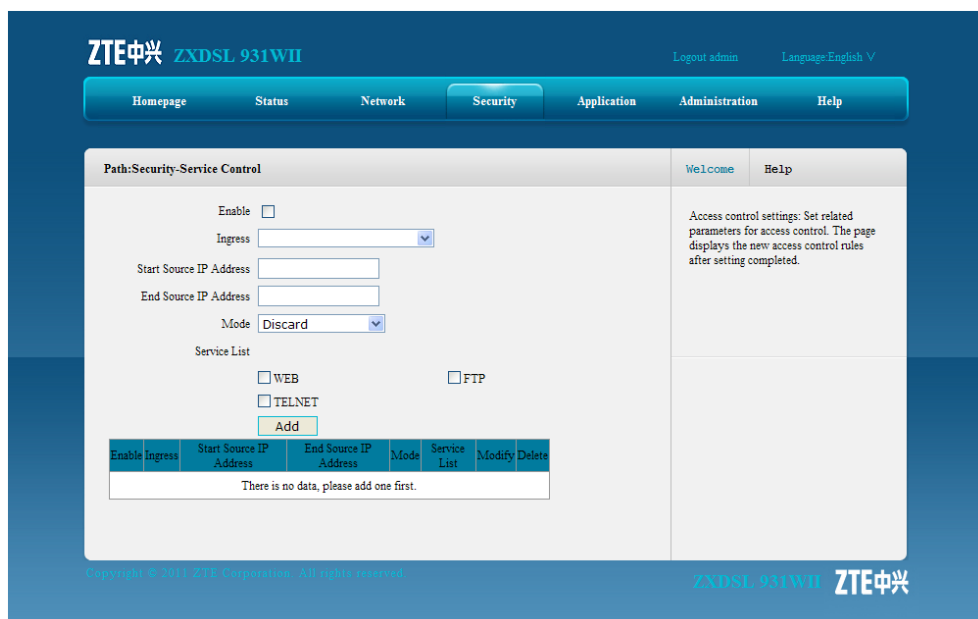 ZTE中兴 ZXDSL 931WII
Logout admin Language:English V
Homepage Status Network Security Application Administration Help
Path:Security-Service Control
Welcome Help
Enable
Ingress
Start Source IP Address
End Source IP Address
Mode Discard
Service List
WEB FTP
TELNET
Add
Enable Ingress Start Source IP Address End Source IP Address Mode Service List Modify Delete
There is no data, please add one first.
Access control settings: Set related
parameters for access control. The page
displays the new access control rules
after setting completed.
Copyright © 2011 ZTE Corporation. All rights reserved.
ZXDSL 931WII ZTE中兴